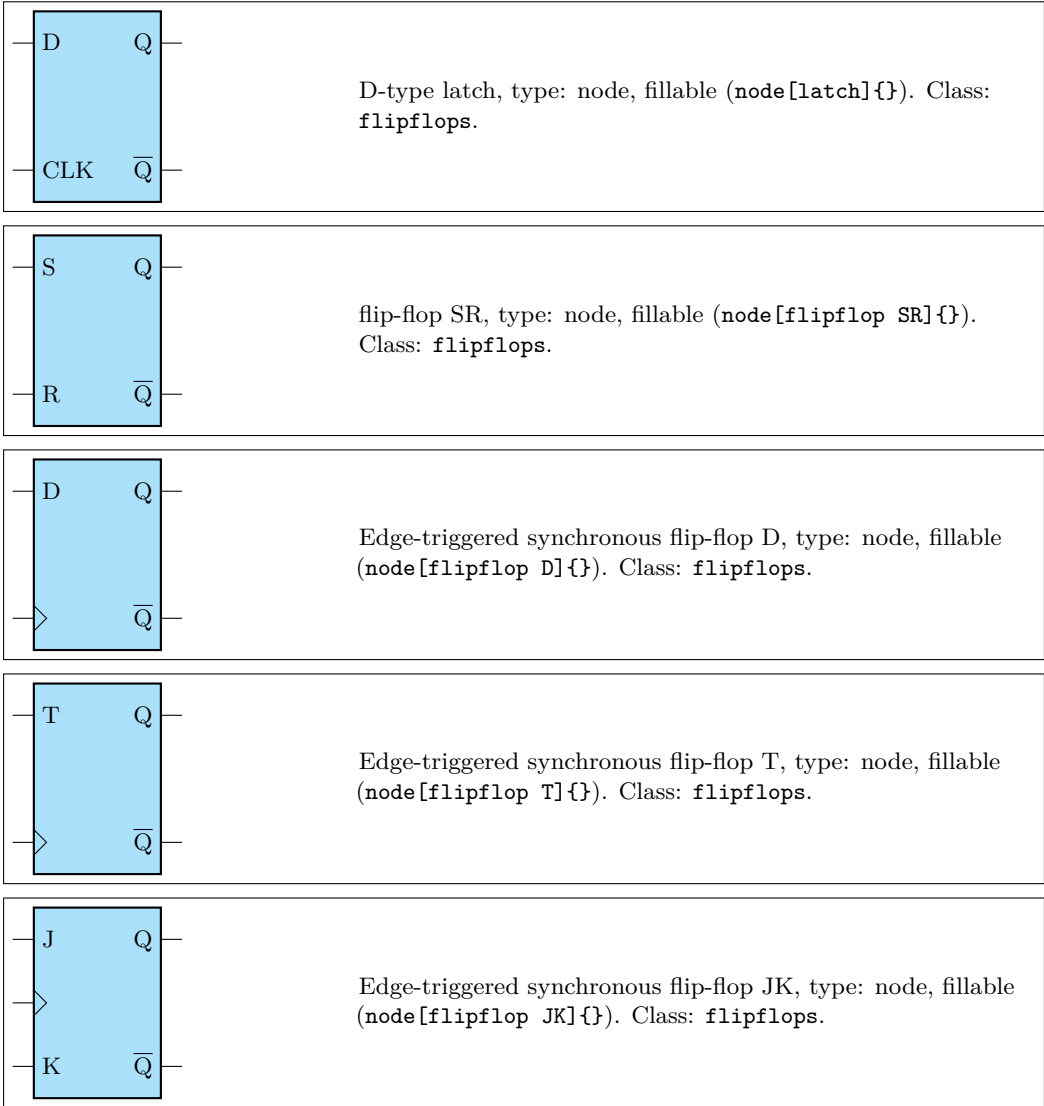 D Q
D-type latch, type: node, fillable (node[latch]{}). Class:
flipflops.
CLK Q̅
S Q
flip-flop SR, type: node, fillable (node[flipflop SR]{}).
Class: flipflops.
R Q̅
D Q
Edge-triggered synchronous flip-flop D, type: node, fillable
(node[flipflop D]{}). Class: flipflops.
Q̅
T Q
Edge-triggered synchronous flip-flop T, type: node, fillable
(node[flipflop T]{}). Class: flipflops.
Q̅
J Q
Edge-triggered synchronous flip-flop JK, type: node, fillable
(node[flipflop JK]{}). Class: flipflops.
K Q̅